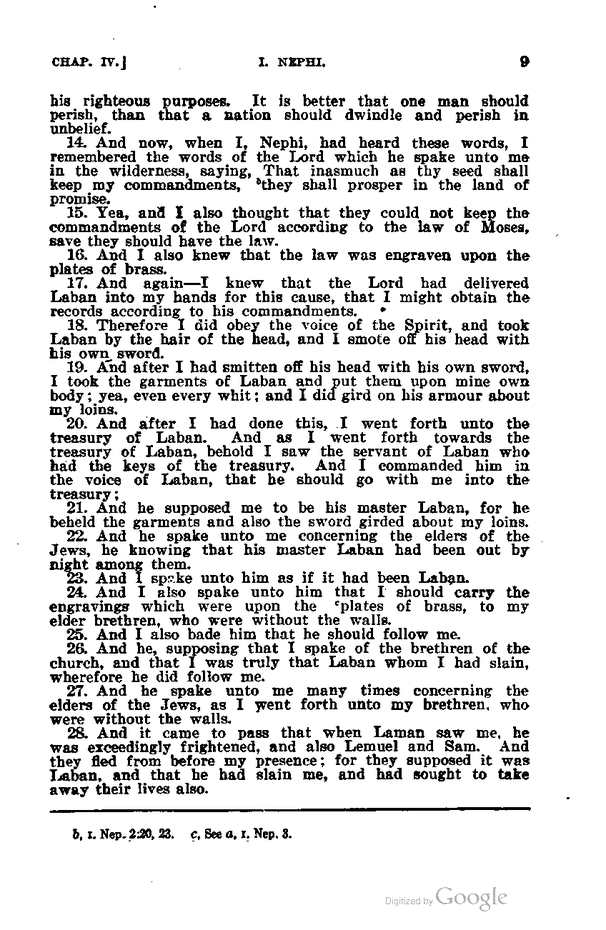 CHAP. IV.] I. NEPHI. 9
his righteous purposes. It is better that one man should
perish, than that a nation should dwindle and perish in
unbelief.
14. And now, when I, Nephi, had heard these words, I
remembered the words of the Lord which he spake unto me
in the wilderness, saying, That inasmuch as thy seed shall
keep my commandments, ᵇthey shall prosper in the land of
promise.
15. Yea, and I also thought that they could not keep the
commandments of the Lord according to the law of Moses,
save they should have the law.
16. And I also knew that the law was engraven upon the
plates of brass.
17. And again—I knew that the Lord had delivered
Laban into my hands for this cause, that I might obtain the
records according to his commandments.
18. Therefore I did obey the voice of the Spirit, and took
Laban by the hair of the head, and I smote off his head with
his own sword.
19. And after I had smitten off his head with his own sword,
I took the garments of Laban and put them upon mine own
body; yea, even every whit; and I did gird on his armour about
my loins.
20. And after I had done this, I went forth unto the
treasury of Laban. And as I went forth towards the
treasury of Laban, behold I saw the servant of Laban who
had the keys of the treasury. And I commanded him in
the voice of Laban, that he should go with me into the
treasury;
21. And he supposed me to be his master Laban, for he
beheld the garments and also the sword girded about my loins.
22. And he spake unto me concerning the elders of the
Jews, he knowing that his master Laban had been out by
night among them.
23. And I spake unto him as if it had been Laban.
24. And I also spake unto him that I should carry the
engravings which were upon the ᶜplates of brass, to my
elder brethren, who were without the walls.
25. And I also bade him that he should follow me.
26. And he, supposing that I spake of the brethren of the
church, and that I was truly that Laban whom I had slain,
wherefore he did follow me.
27. And he spake unto me many times concerning the
elders of the Jews, as I went forth unto my brethren, who
were without the walls.
28. And it came to pass that when Laman saw me, he
was exceedingly frightened, and also Lemuel and Sam. And
they fled from before my presence; for they supposed it was
Laban, and that he had slain me, and had sought to take
away their lives also.
b, I. Nep. 2:20, 23. c, See a, I. Nep. 3.
Digitized by Google